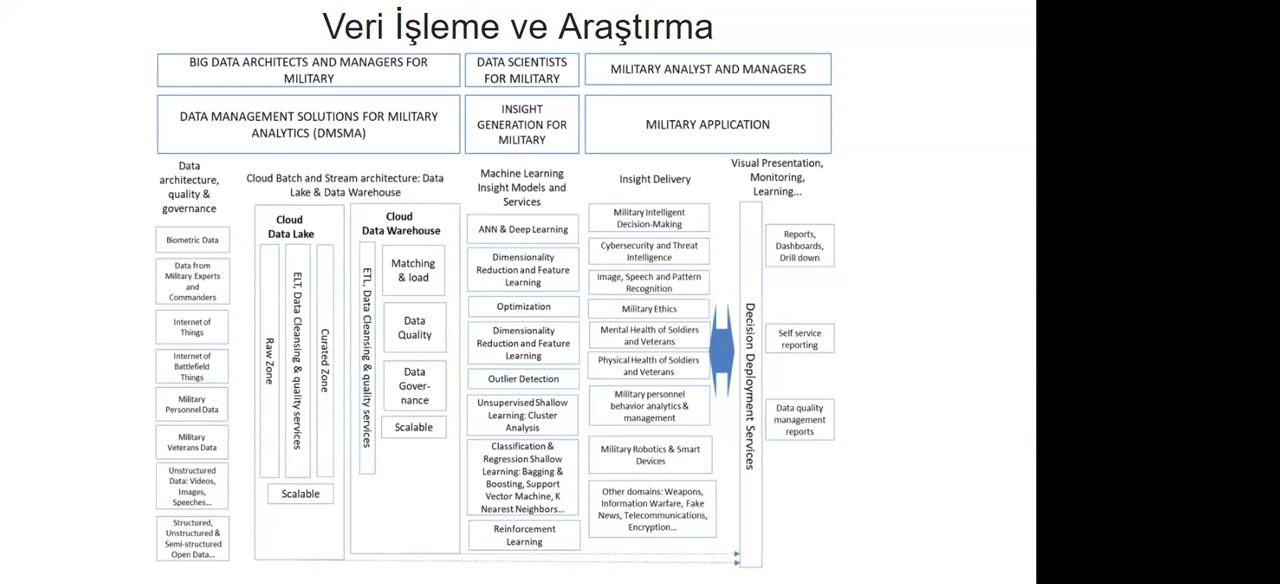 Veri İşleme ve Araştırma
BIG DATA ARCHITECTS AND MANAGERS FOR
MILITARY
DATA SCIENTISTS
FOR MILITARY
MILITARY ANALYST AND MANAGERS
DATA MANAGEMENT SOLUTIONS FOR MILITARY
ANALYTICS (DMSMA)
INSIGHT
GENERATION FOR
MILITARY
MILITARY APPLICATION
Data
architecture,
quality &
governance
Biometric Data
Data from
Military Experts
and
Commanders
Internet of
Things
Internet of
Battlefield
Things
Military
Personnel Data
Military
Veterans Data
Unstructured
Data: Videos,
Images,
Speeches...
Structured,
Unstructured &
Semi-structured
Open Data...
Cloud Batch and Stream architecture: Data
Lake & Data Warehouse
Cloud
Data Lake
Raw Zone
ELT, Data Cleansing & quality services
Curated Zone
Scalable
Cloud
Data Warehouse
ETL, Data Cleansing & quality services
Matching
& load
Data
Quality
Data
Gover-
nance
Scalable
Machine Learning
Insight Models and
Services
ANN & Deep Learning
Dimensionality
Reduction and Feature
Learning
Optimization
Dimensionality
Reduction and Feature
Learning
Outlier Detection
Unsupervised Shallow
Learning: Cluster
Analysis
Classification &
Regression Shallow
Learning: Bagging &
Boosting, Support
Vector Machine, K
Nearest Neighbors...
Reinforcement
Learning
Insight Delivery
Military Intelligent
Decision-Making
Cybersecurity and Threat
Intelligence
Image, Speech and Pattern
Recognition
Military Ethics
Mental Health of Soldiers
and Veterans
Physical Health of Soldiers
and Veterans
Military personnel
behavior analytics &
management
Military Robotics & Smart
Devices
Other domains: Weapons,
Information Warfare, Fake
News, Telecommunications,
Encryption...
Visual Presentation,
Monitoring,
Learning...
Decision Deployment Services
Reports,
Dashboards,
Drill down
Self service
reporting
Data quality
management
reports